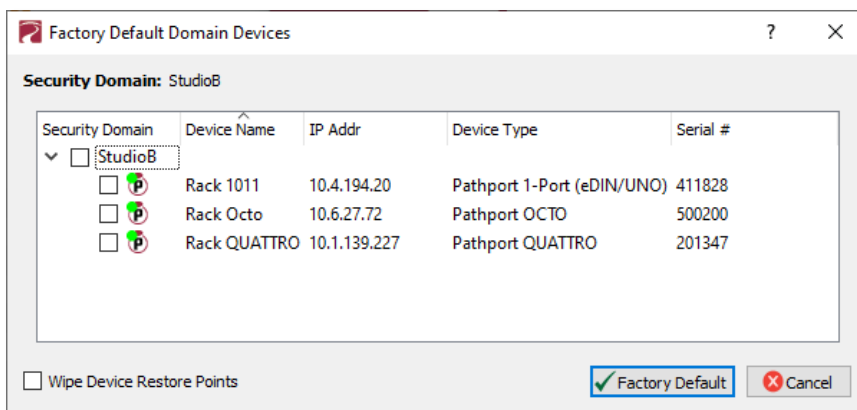 Factory Default Domain Devices ? X
Security Domain: StudioB
Security Domain Device Name IP Addr Device Type Serial #
StudioB
P Rack 1011 10.4.194.20 Pathport 1-Port (eDIN/UNO) 411828
P Rack Octo 10.6.27.72 Pathport OCTO 500200
P Rack QUATTRO 10.1.139.227 Pathport QUATTRO 201347
Wipe Device Restore Points Factory Default Cancel